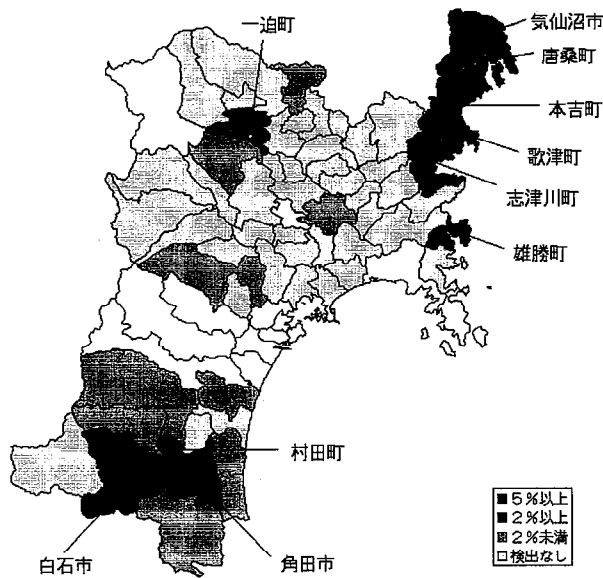 一迫町
気仙沼市
唐桑町
本吉町
歌津町
志津川町
雄勝町
村田町
白石市
角田市
■5%以上
■2%以上
▩2%未満
□検出なし